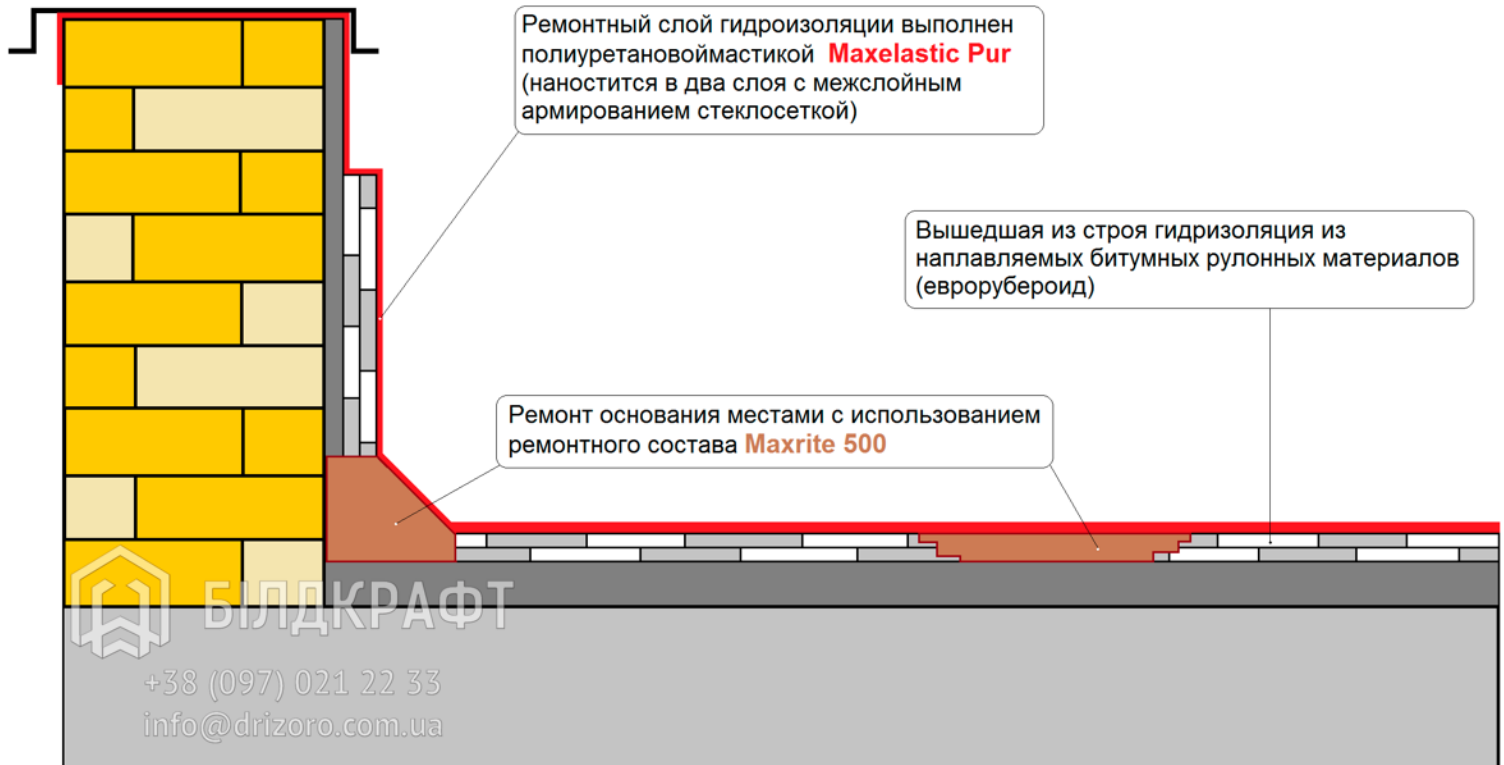 Ремонтный слой гидроизоляции выполнен
полиуретановоймастикой Maxelastic Pur
(наностится в два слоя с межслойным
армированием стеклосеткой)
Вышедшая из строя гидризоляция из
наплавляемых битумных рулонных материалов
(еврорубероид)
Ремонт основания местами с использованием
ремонтного состава Maxrite 500
БІЛДКРАФТ
+38 (097) 021 22 33
info@drizoro.com.ua